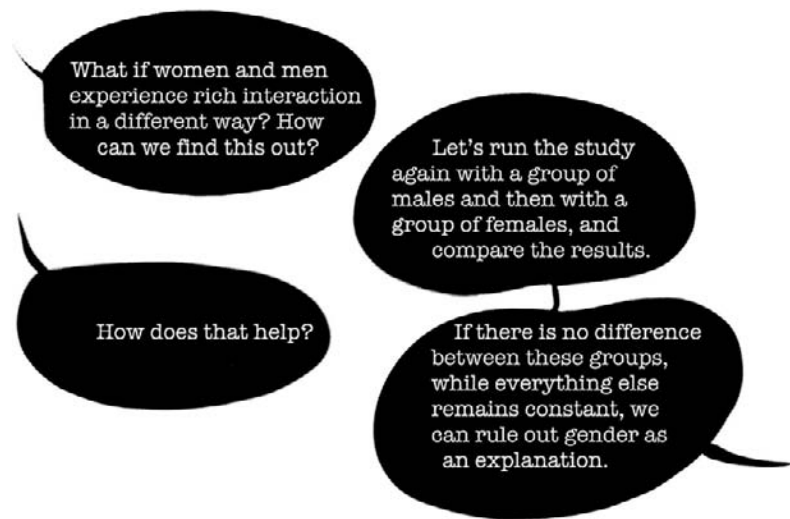 What if women and men
experience rich interaction
in a different way? How
can we find this out?
Let's run the study
again with a group of
males and then with a
group of females, and
compare the results.
How does that help?
If there is no difference
between these groups,
while everything else
remains constant, we
can rule out gender as
an explanation.